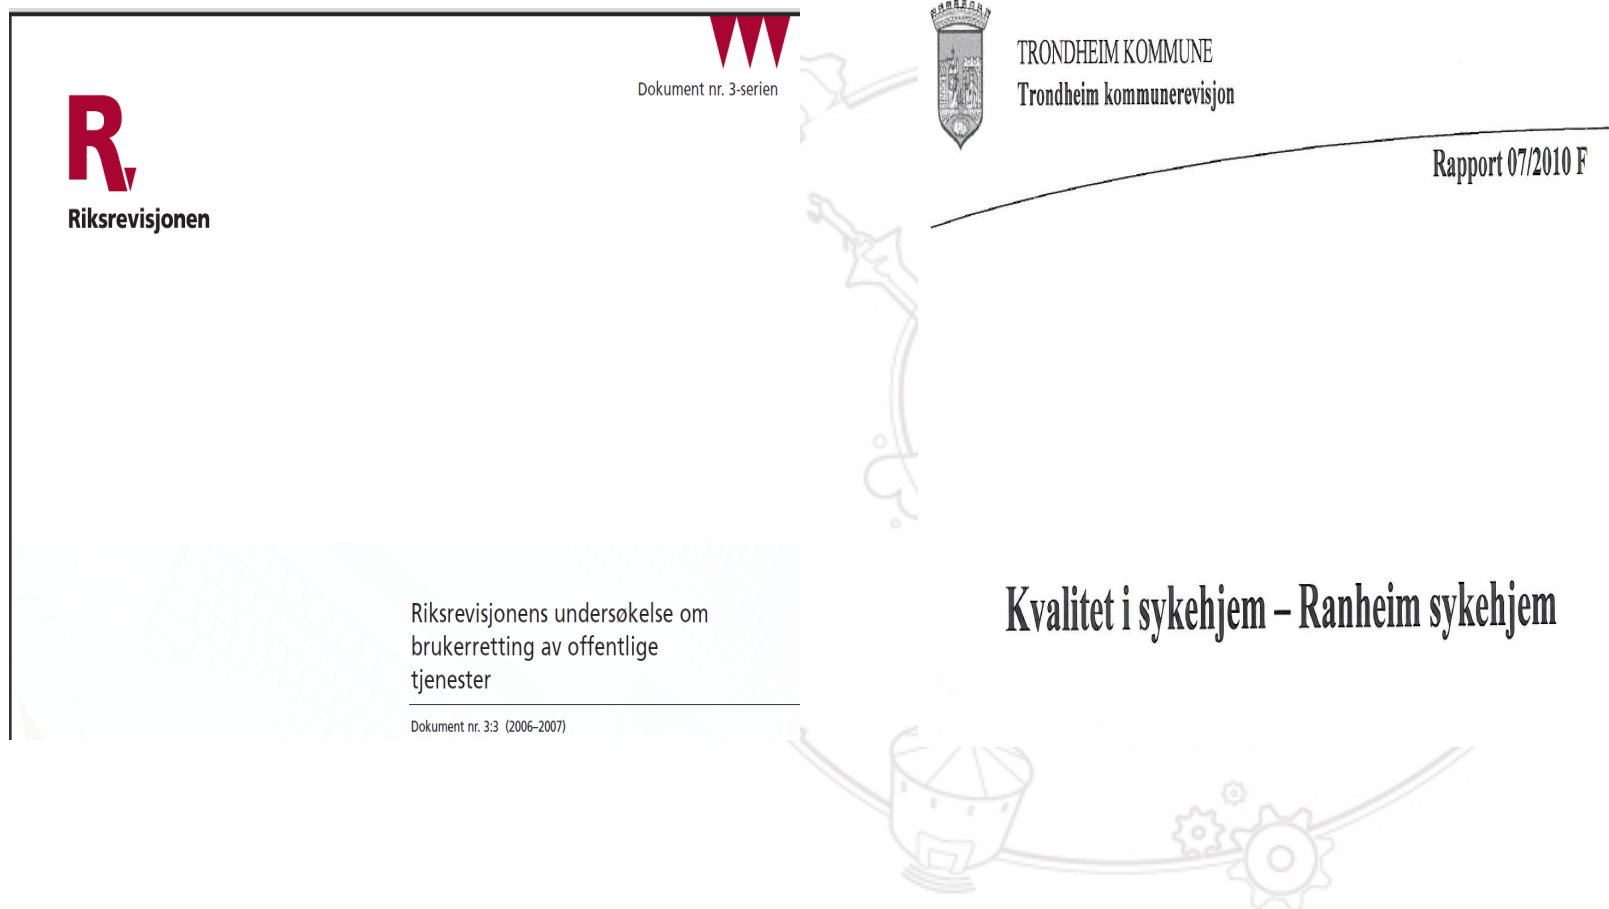 Dokument nr. 3-serien
R
Riksrevisjonen
Riksrevisjonens undersøkelse om
brukerretting av offentlige
tjenester
Dokument nr. 3:3 (2006–2007)
TRONDHEIM KOMMUNE
Trondheim kommunerevisjon
Rapport 07/2010 F
Kvalitet i sykehjem – Ranheim sykehjem